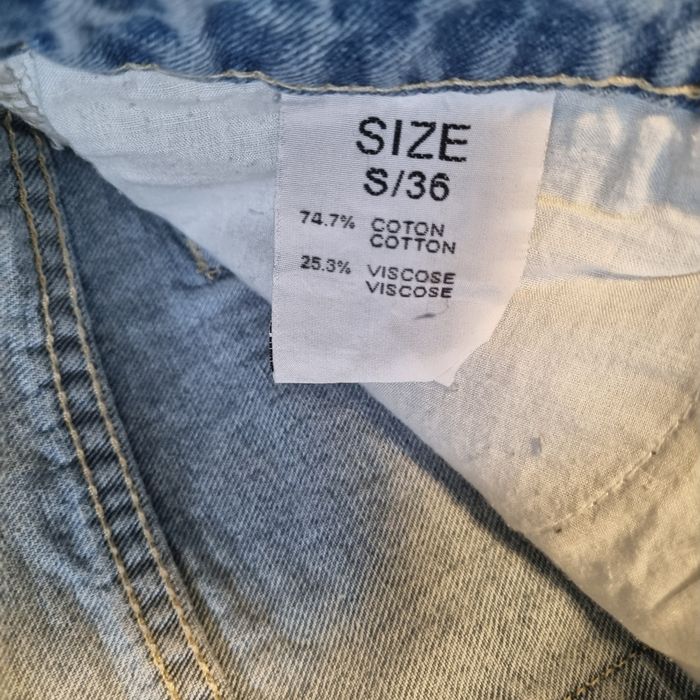 SIZE
S/36
74.7% COTON
COTTON
25.3% VISCOSE
VISCOSE